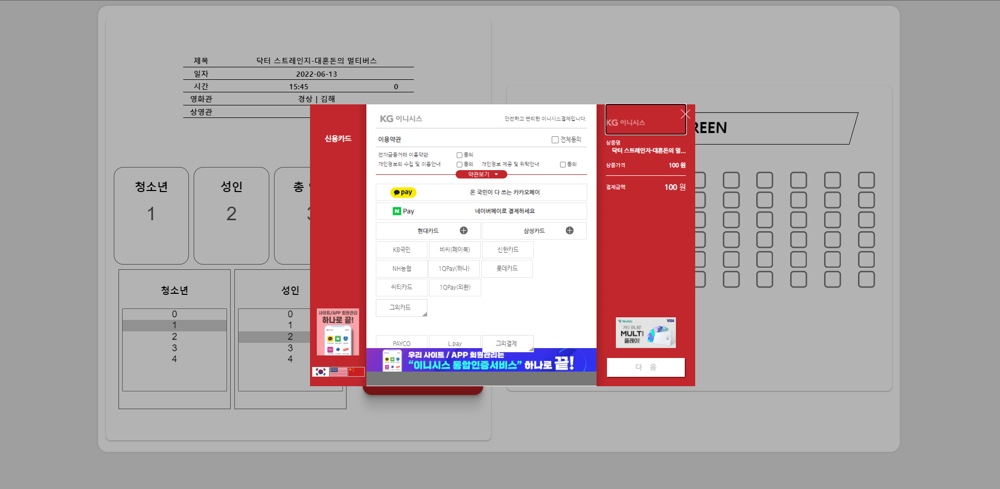 제목 닥터 스트레인지-대혼돈의 멀티버스
일자 2022-06-13
시간 15:45 0
영화관 경상 | 김해
상영관
청소년 성인 총
1 2
청소년
0
1
2
3
4
성인
0
1
2
3
4
신용카드
사이트/APP 회원관리
하나로 끝!
KG 이니시스 안전하고 편리한 이니시스결제입니다.
이용약관 전체동의
전자금융거래 이용약관 동의
개인정보의 수집 및 이용안내 동의 개인정보 제공 및 위탁안내 동의
약관보기
pay 온 국민이 다 쓰는 카카오페이
N Pay 네이버페이로 결제하세요
현대카드 삼성카드
KB국민 비씨(페이북) 신한카드
NH농협 1QPay(하나) 롯데카드
씨티카드 1QPay(외환)
그외카드
PAYCO L.pay 그외결제
우리 사이트 / APP 회원관리는
“이니시스 통합인증서비스” 하나로 끝!
KG 이니시스
상품명
닥터 스트레인지-대혼돈의 멀...
상품가격 100 원
결제금액 100 원
하나카드 VISA
카드 하나로
MULTI
플레이!
다 음
REEN